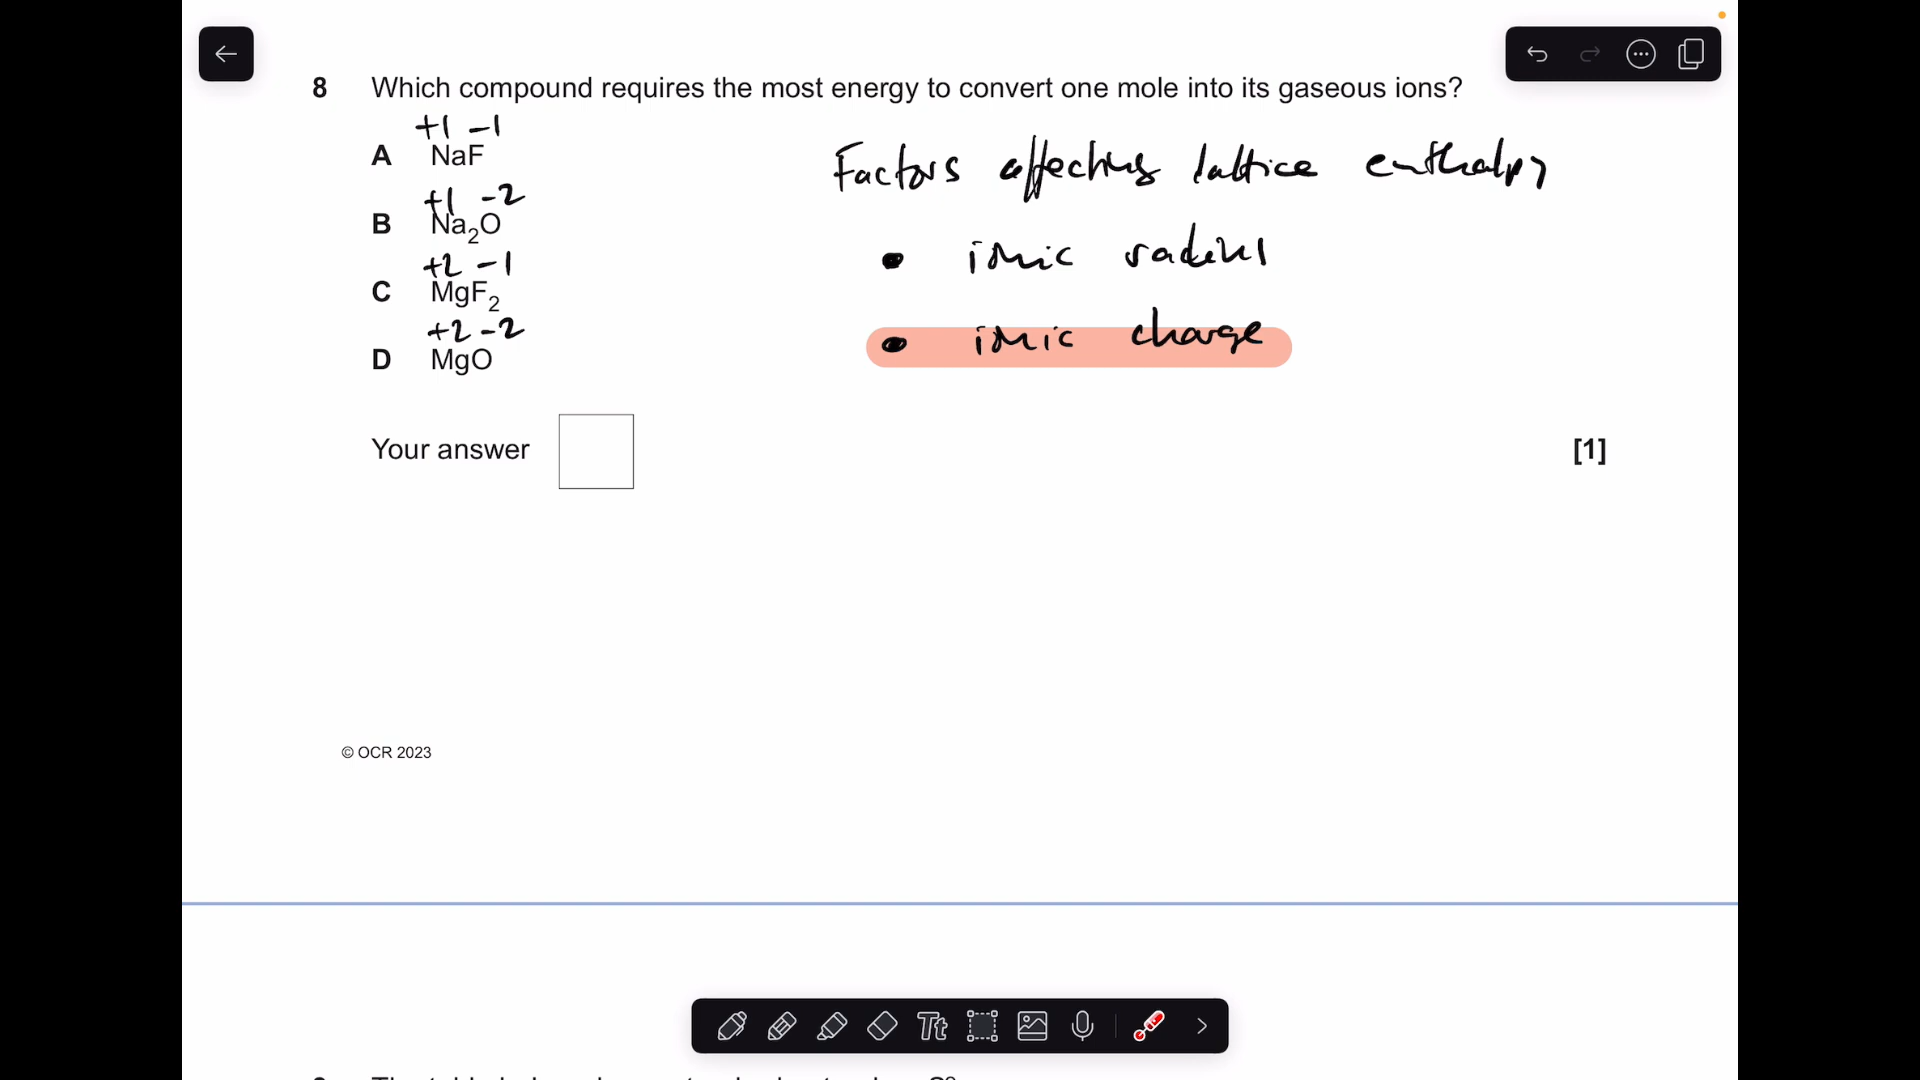 8 Which compound requires the most energy to convert one mole into its gaseous ions?
+1 -1
A NaF
+1 -2
B Na₂O
+2 -1
C MgF₂
+2 -2
D MgO
Factors affecting lattice enthalpy
• ionic radius
• ionic charge
Your answer [1]
© OCR 2023
Tt